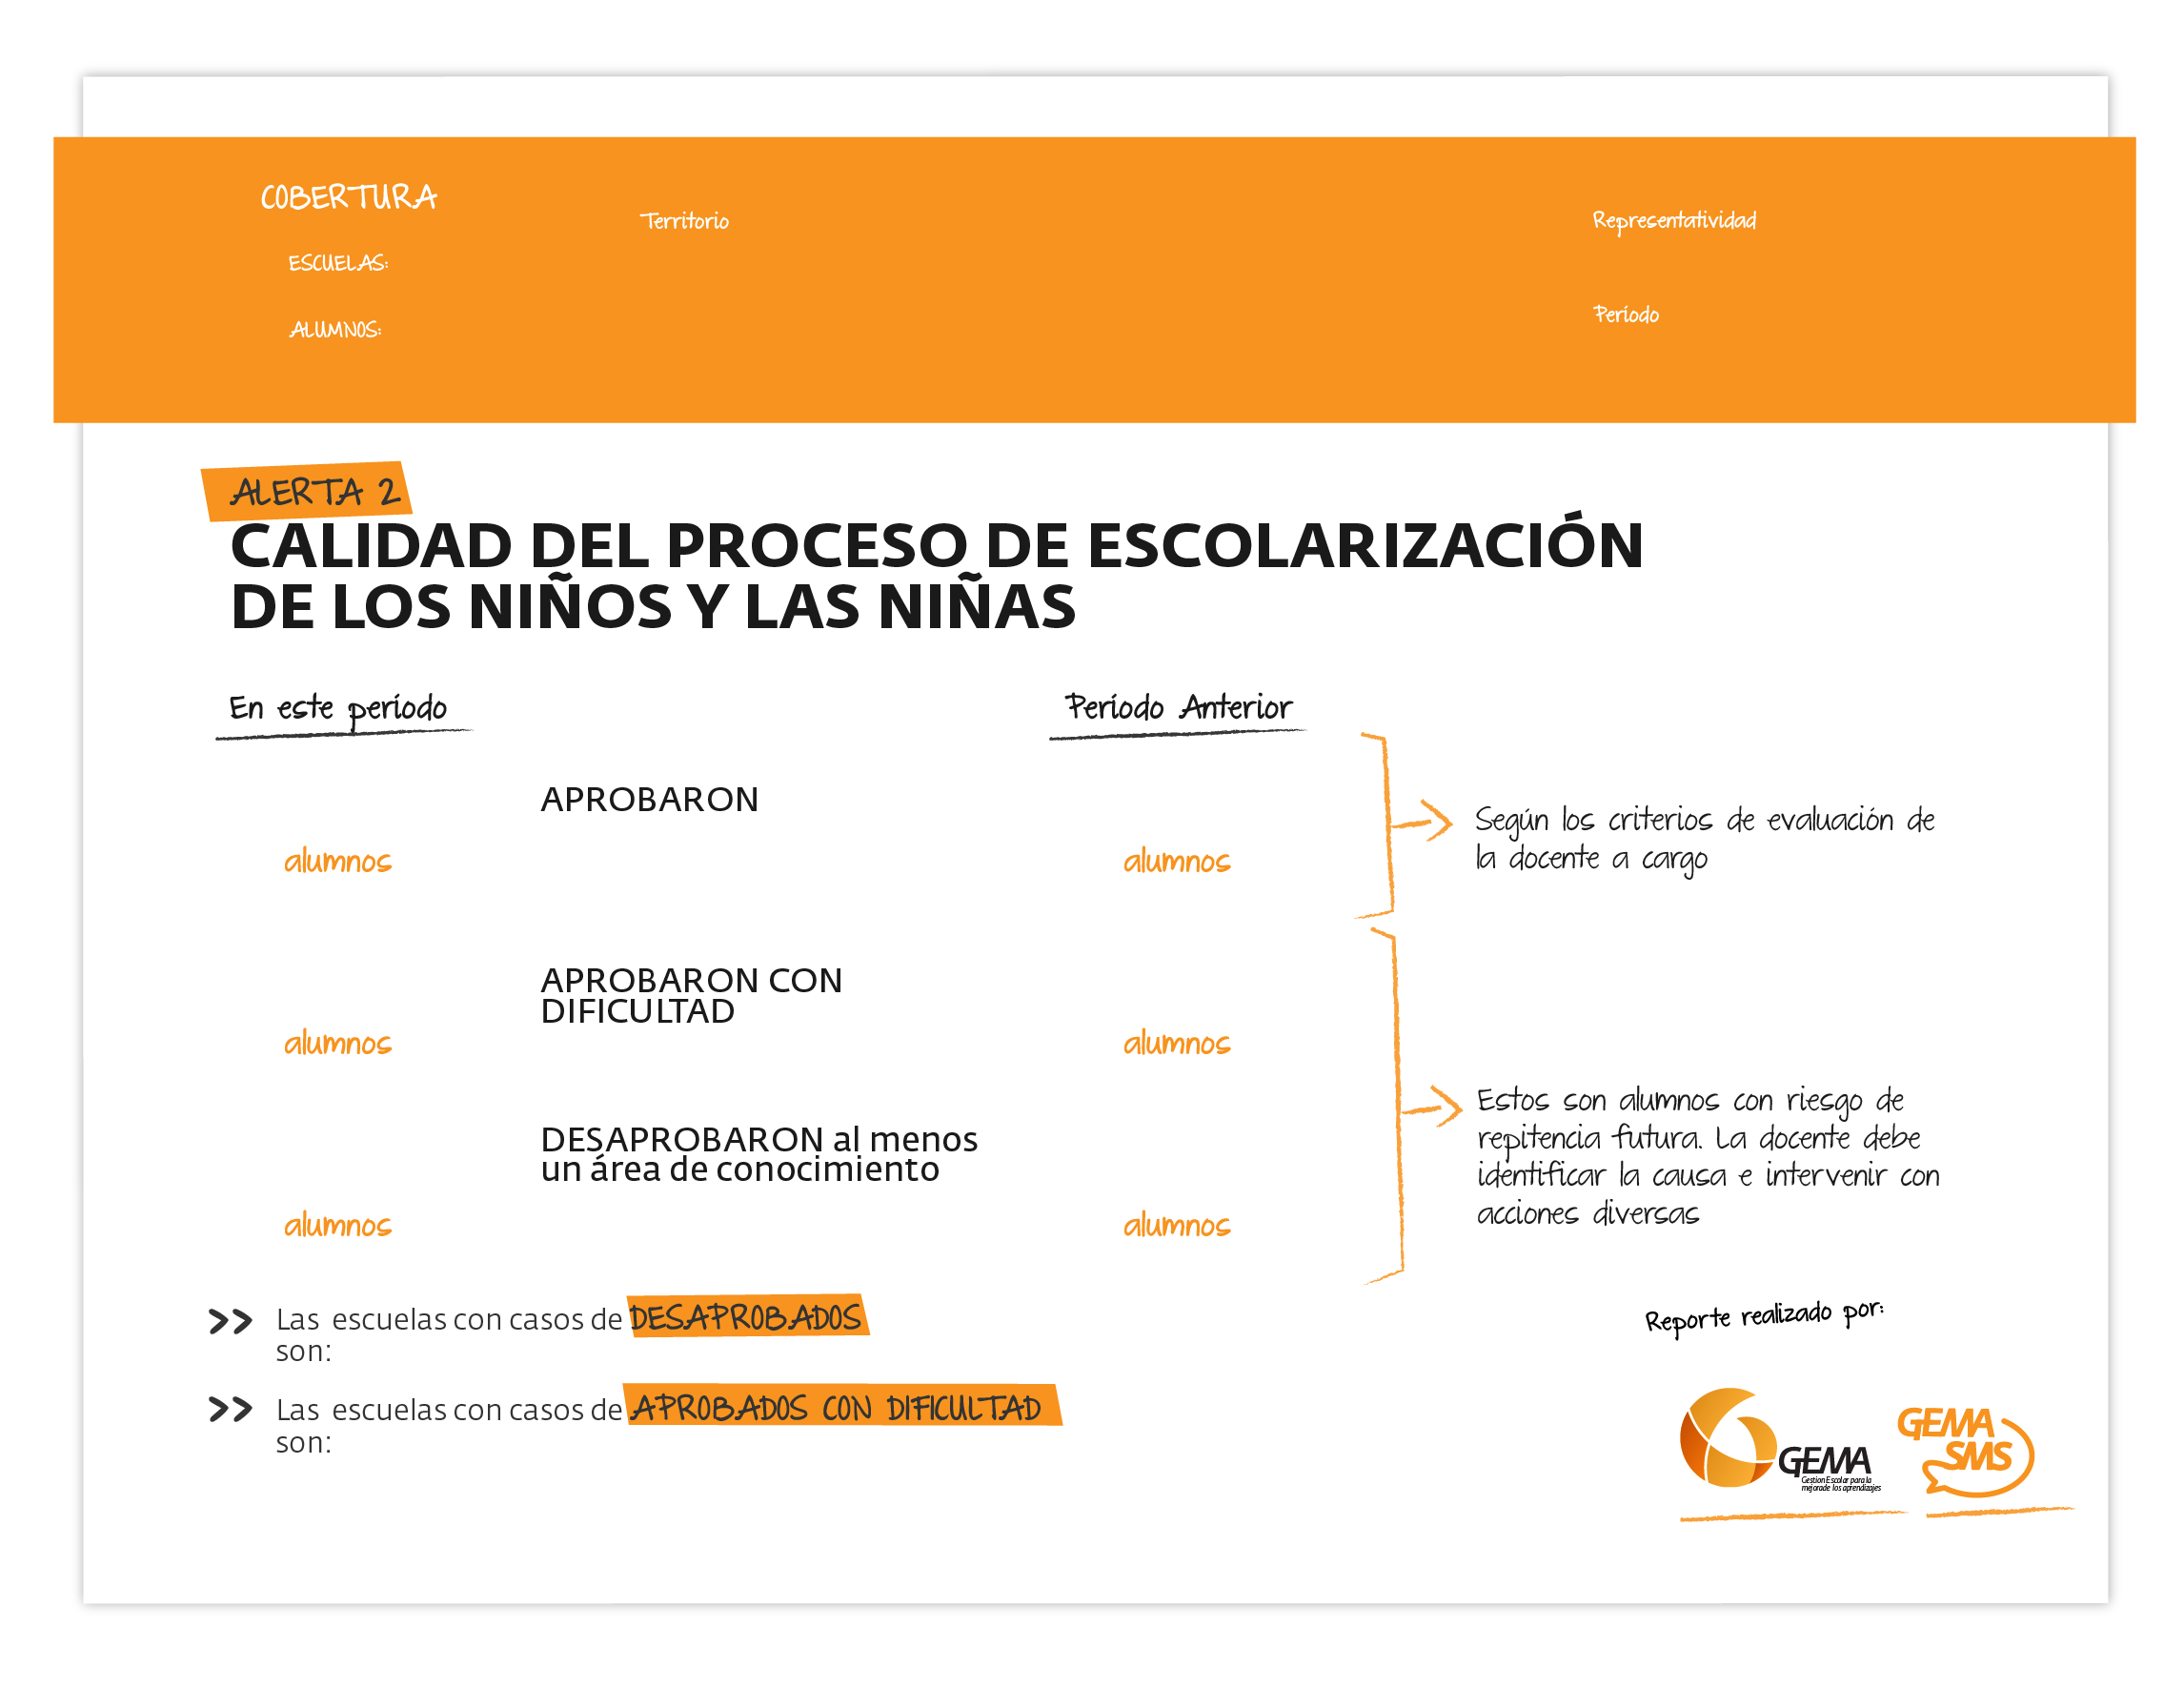 COBERTURA
Territorio
Representatividad
ESCUELAS:
ALUMNOS:
Período
ALERTA 2
CALIDAD DEL PROCESO DE ESCOLARIZACIÓN
DE LOS NIÑOS Y LAS NIÑAS
En este período
Período Anterior
APROBARON
alumnos
alumnos
Según los criterios de evaluación de
la docente a cargo
APROBARON CON
DIFICULTAD
alumnos
alumnos
DESAPROBARON al menos
un área de conocimiento
alumnos
alumnos
Estos son alumnos con riesgo de
repitencia futura. La docente debe
identificar la causa e intervenir con
acciones diversas
>> Las escuelas con casos de DESAPROBADOS
son:
>> Las escuelas con casos de APROBADOS CON DIFICULTAD
son:
Reporte realizado por:
GEMA
Gestion Escolar para la
mejorade los aprendizajes
GEMA
SMS